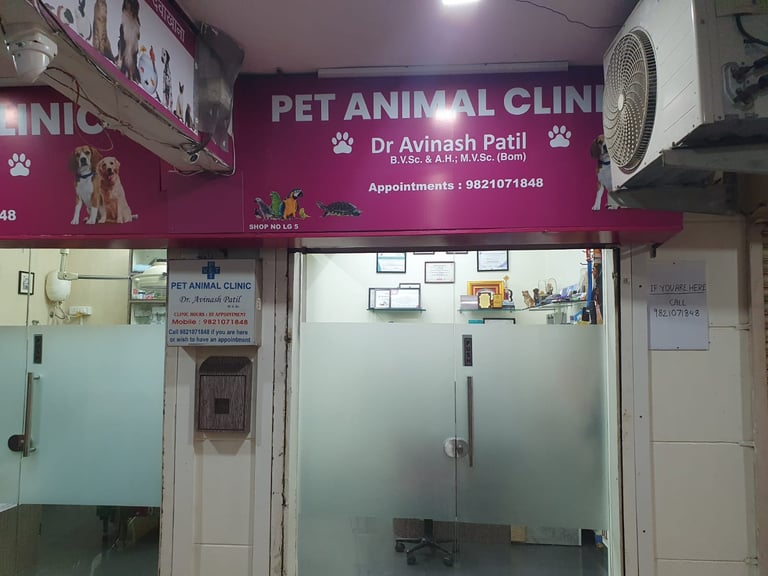 दवाखाना
LINIC
48
PET ANIMAL CLINI
Dr Avinash Patil
B.V.Sc. & A.H.; M.V.Sc. (Bom)
Appointments : 9821071848
SHOP NO LG 5
PET ANIMAL CLINIC
Dr. Avinash Patil
CLINIC HOURS : BY APPOINTMENT
Mobile : 9821071848
Call 9821071848 if you are here
or wish to have an appointment
PUSH
IF YOU ARE HERE
CALL
9821071848